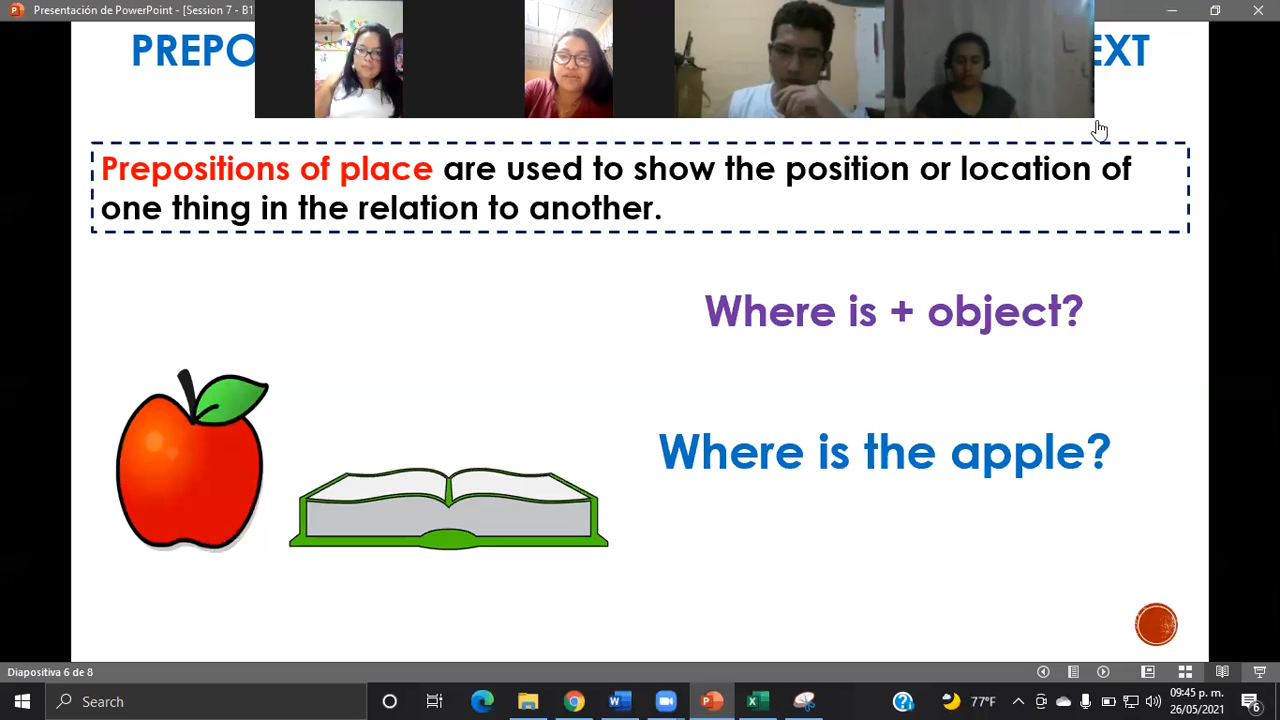 Presentación de PowerPoint - [Session 7 - B1
PREPO
EXT
Prepositions of place are used to show the position or location of
one thing in the relation to another.
Where is + object?
Where is the apple?
Diapositiva 6 de 8
Search
77°F
09:45 p. m.
26/05/2021
6